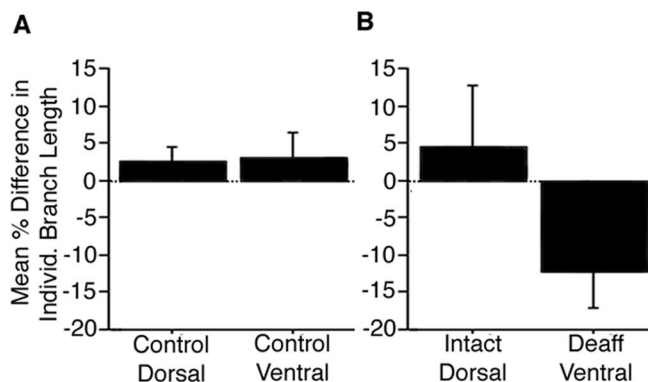 A
B
Mean % Difference in
Individ. Branch Length
15
10
5
0
-5
-10
-15
-20
Control
Dorsal
Control
Ventral
15
10
5
0
-5
-10
-15
-20
Intact
Dorsal
Deaff
Ventral